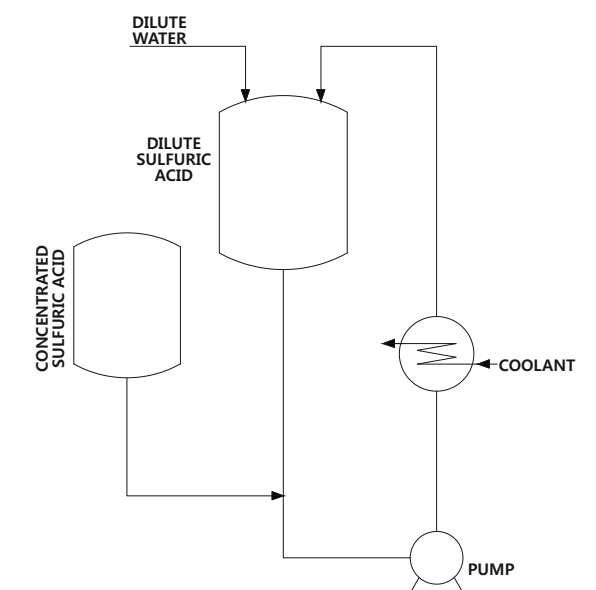 DILUTE
WATER
DILUTE
SULFURIC
ACID
CONCENTRATED
SULFURIC ACID
COOLANT
PUMP